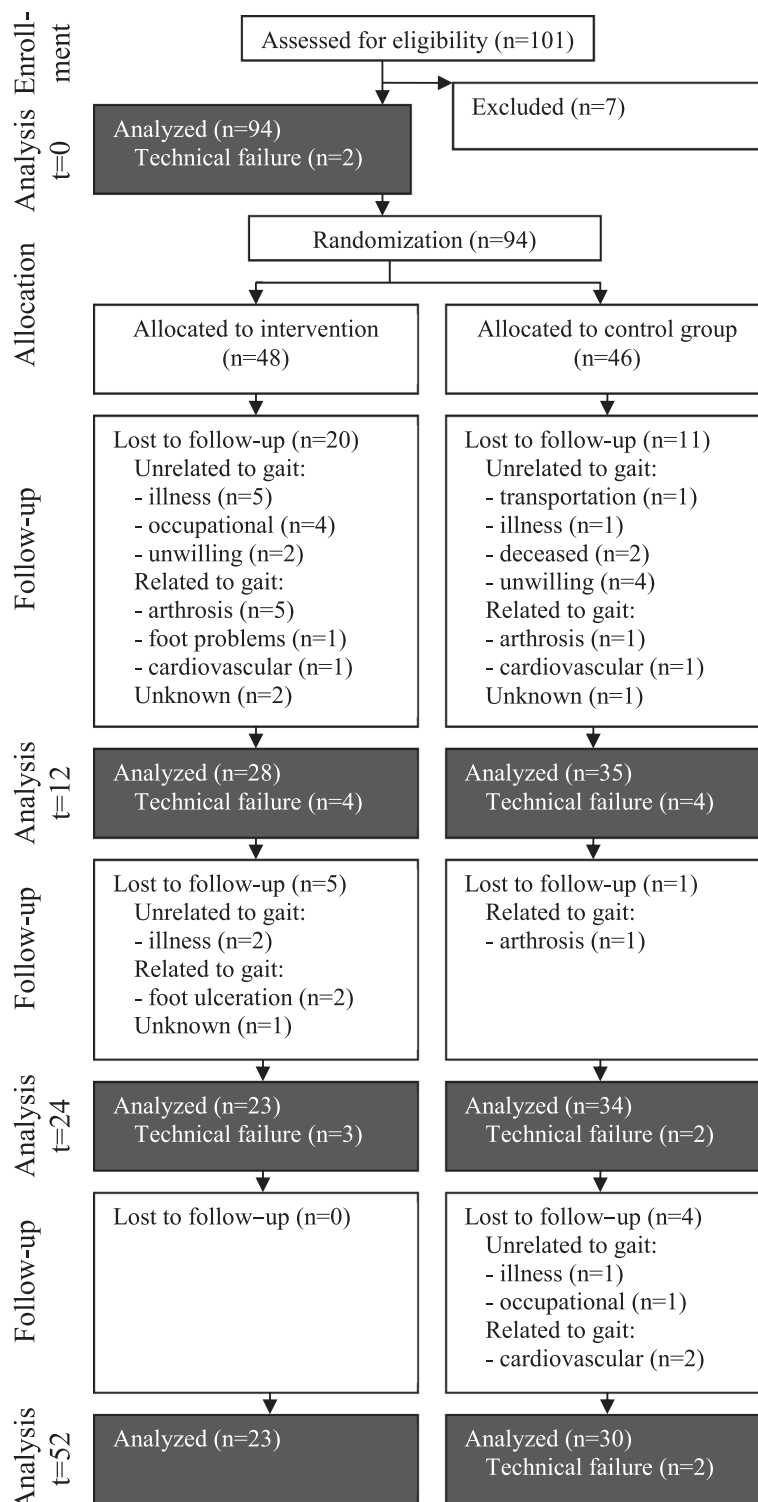 Enroll-
ment
Assessed for eligibility (n=101)
Excluded (n=7)
Analysis
t=0
Analyzed (n=94)
Technical failure (n=2)
Randomization (n=94)
Allocation
Allocated to intervention
(n=48)
Allocated to control group
(n=46)
Follow-up
Lost to follow-up (n=20)
Unrelated to gait:
- illness (n=5)
- occupational (n=4)
- unwilling (n=2)
Related to gait:
- arthrosis (n=5)
- foot problems (n=1)
- cardiovascular (n=1)
Unknown (n=2)
Lost to follow-up (n=11)
Unrelated to gait:
- transportation (n=1)
- illness (n=1)
- deceased (n=2)
- unwilling (n=4)
Related to gait:
- arthrosis (n=1)
- cardiovascular (n=1)
Unknown (n=1)
Analysis
t=12
Analyzed (n=28)
Technical failure (n=4)
Analyzed (n=35)
Technical failure (n=4)
Follow-up
Lost to follow-up (n=5)
Unrelated to gait:
- illness (n=2)
Related to gait:
- foot ulceration (n=2)
Unknown (n=1)
Lost to follow-up (n=1)
Related to gait:
- arthrosis (n=1)
Analysis
t=24
Analyzed (n=23)
Technical failure (n=3)
Analyzed (n=34)
Technical failure (n=2)
Follow-up
Lost to follow-up (n=0)
Lost to follow-up (n=4)
Unrelated to gait:
- illness (n=1)
- occupational (n=1)
Related to gait:
- cardiovascular (n=2)
Analysis
t=52
Analyzed (n=23)
Analyzed (n=30)
Technical failure (n=2)